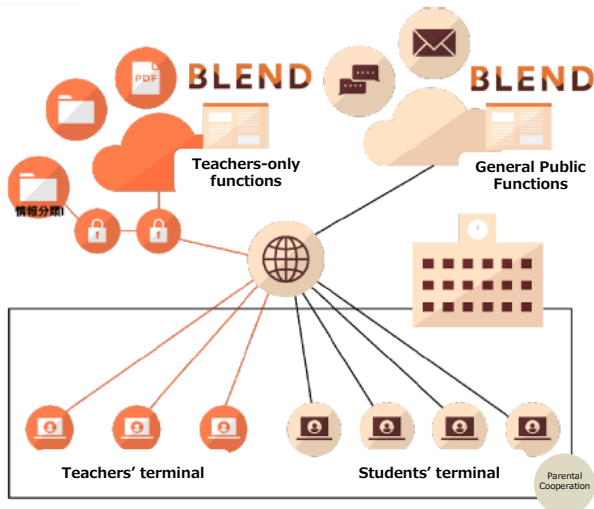 PDF
BLEND
BLEND
Teachers-only
functions
General Public
Functions
情報分類I
Teachers’ terminal
Students’ terminal
Parental
Cooperation